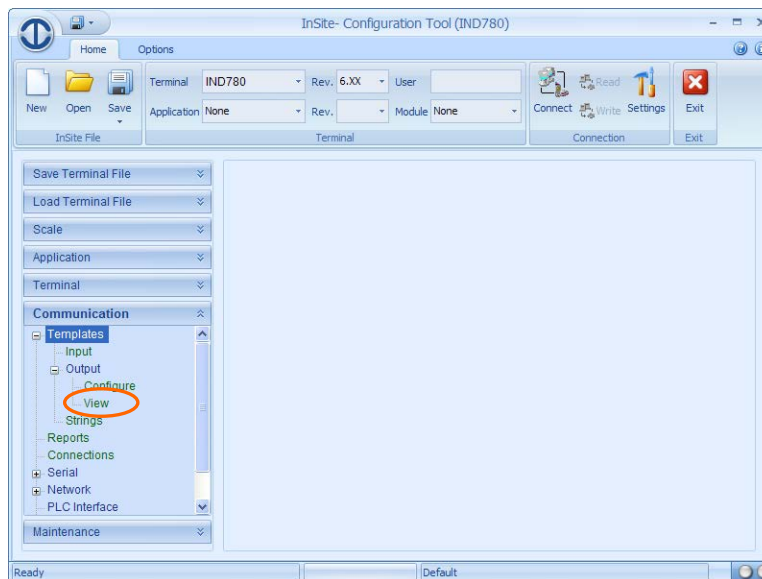 InSite- Configuration Tool (IND780)
Home Options
Terminal IND780 Rev. 6.XX User
Application None Rev. Module None
New Open Save Connect Read Write Settings Exit
InSite File Terminal Connection Exit
Save Terminal File
Load Terminal File
Scale
Application
Terminal
Communication
Templates
Input
Output
Configure
View
Strings
Reports
Connections
Serial
Network
PLC Interface
Maintenance
Ready Default